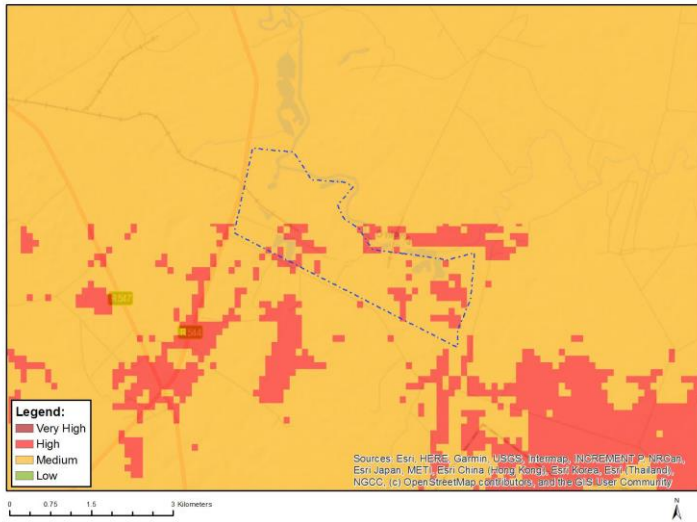 R547
Legend:
Very High
High
Medium
Low
Sources: Esri, HERE, Garmin, USGS, Intermap, INCREMENT P, NRCan,
Esri Japan, METI, Esri China (Hong Kong), Esri Korea, Esri (Thailand),
NGCC, (c) OpenStreetMap contributors, and the GIS User Community
0 0.75 1.5 3 Kilometers
N